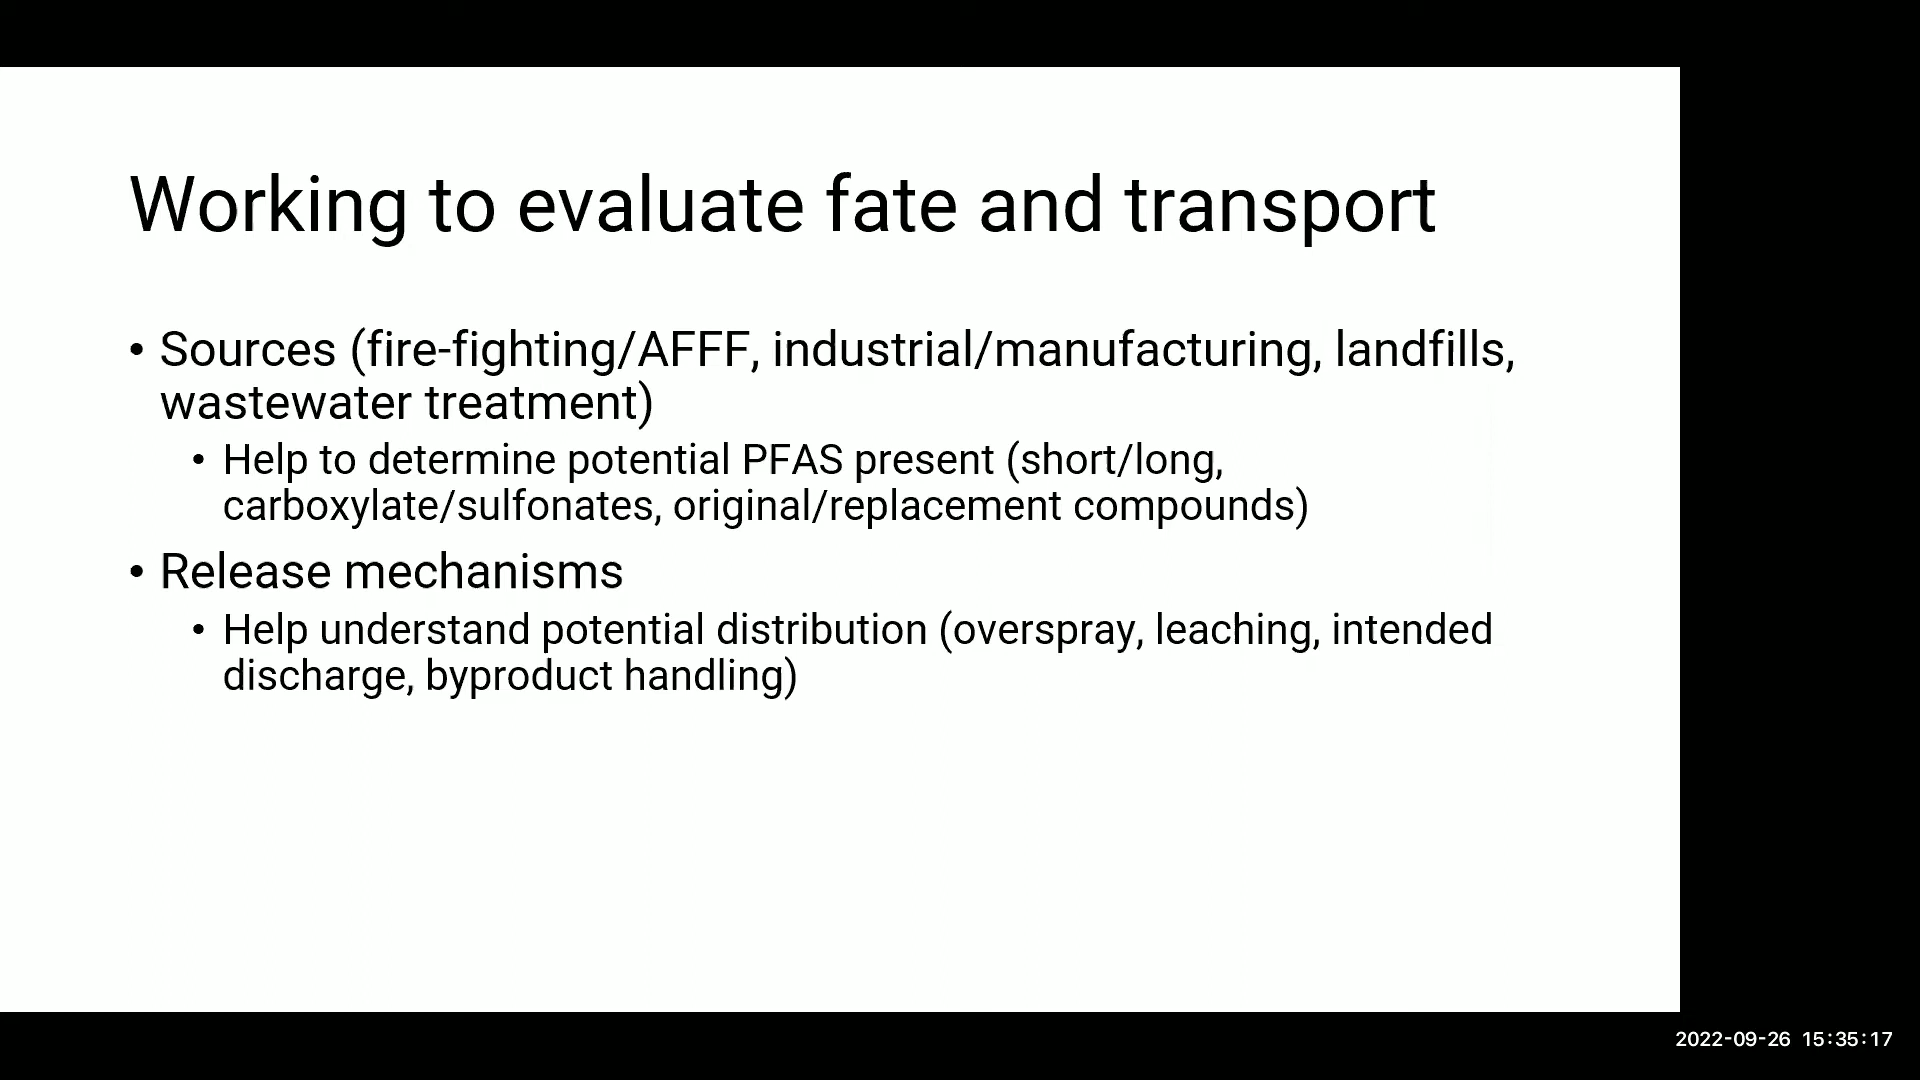 Working to evaluate fate and transport
• Sources (fire-fighting/AFFF, industrial/manufacturing, landfills,
wastewater treatment)
• Help to determine potential PFAS present (short/long,
carboxylate/sulfonates, original/replacement compounds)
• Release mechanisms
• Help understand potential distribution (overspray, leaching, intended
discharge, byproduct handling)
2022-09-26 15:35:17